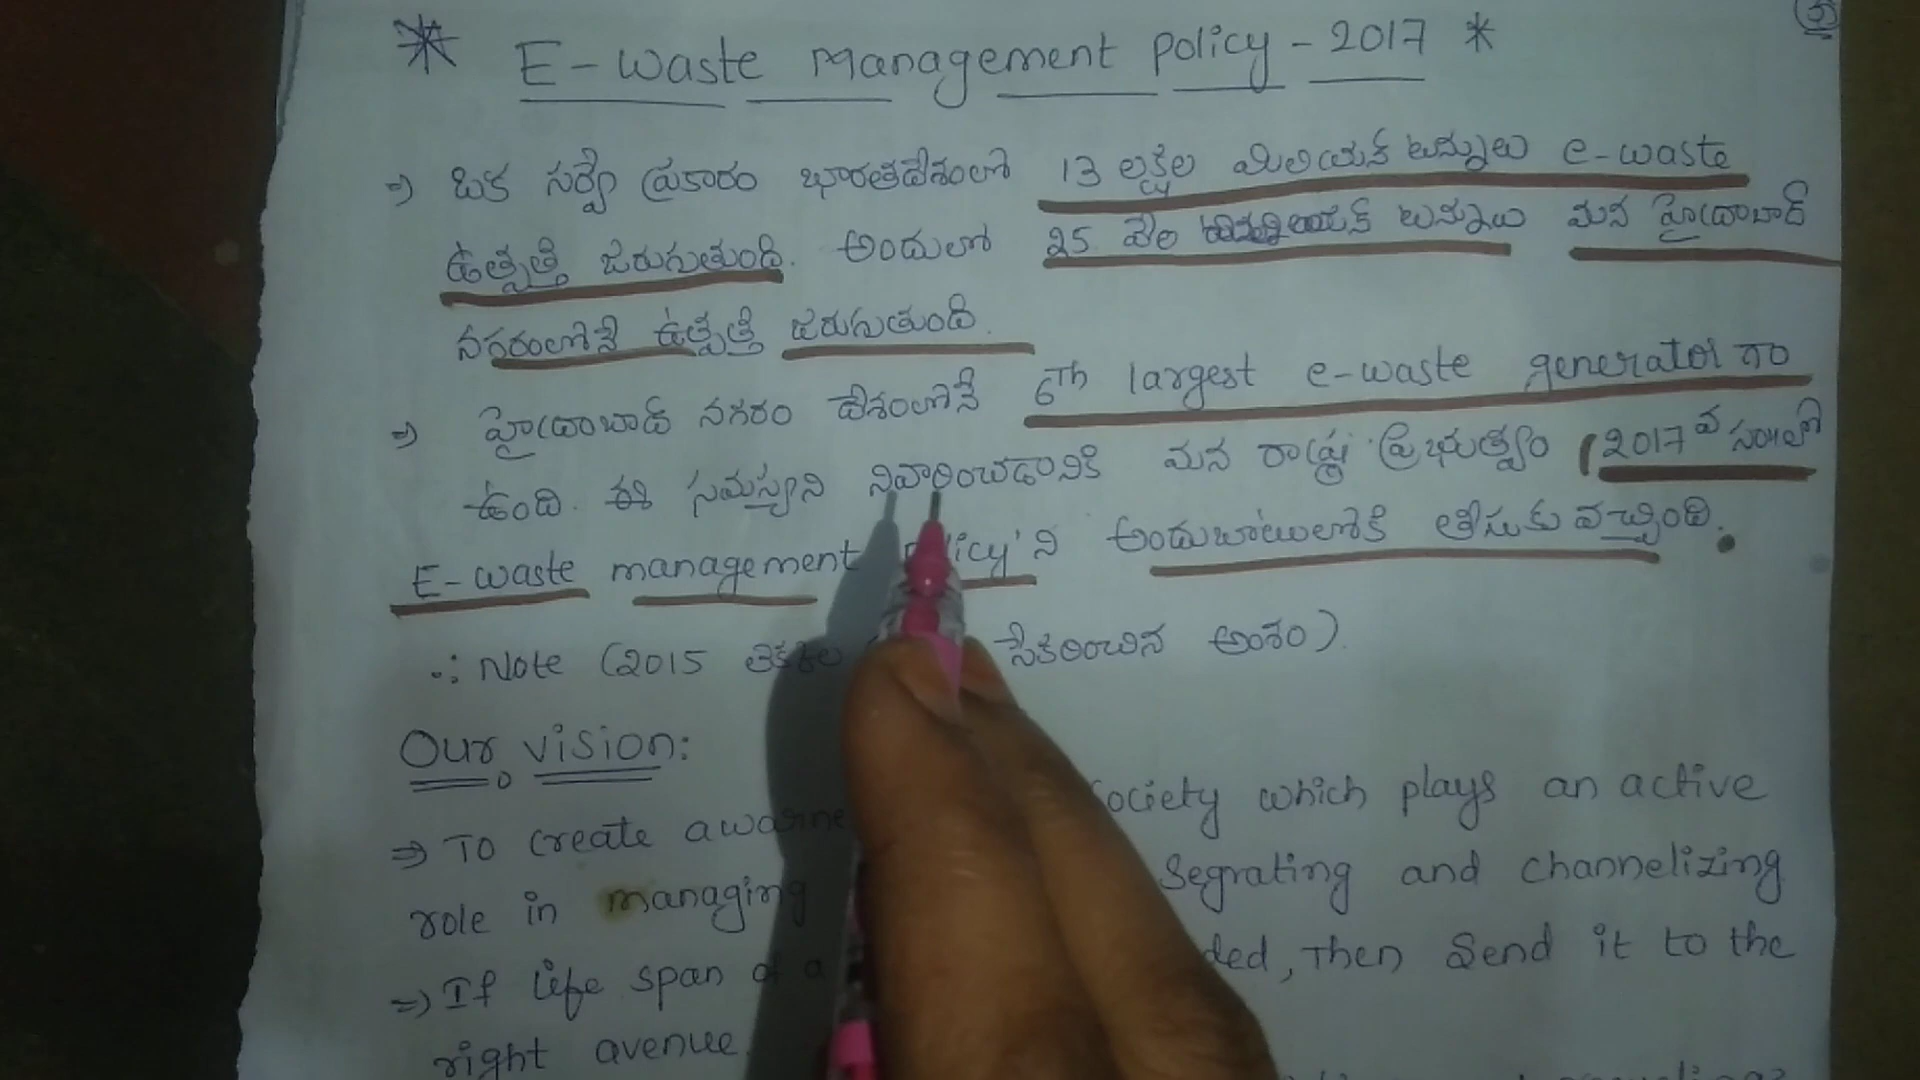 * E-waste management policy - 2017 *
=) ఒక సర్వే ప్రకారం భారతదేశంలో 13 లక్షల మిలియన్ టన్నులు e-waste
ఉత్పత్తి జరుగుతుంది. అందులో 25 వేల టన్నులు మన హైదరాబాద్
నగరంలోనే ఉత్పత్తి జరుగుతుంది.
=) హైదరాబాద్ నగరం దేశంలోనే 6Th largest e-waste generator గా
ఉంది. ఈ సమస్యని నివారించడానికి మన రాష్ట్ర ప్రభుత్వం (2017 వ సం॥లో
E-waste management policy'ని అందుబాటులోకి తీసుకు వచ్చింది.
∴ Note (2015 సేకరించిన అంశం).
Our vision:
=) To create society which plays an active
role in managing segrating and channelizing
=) If life span of a ded, Then Send it to the
right avenue.